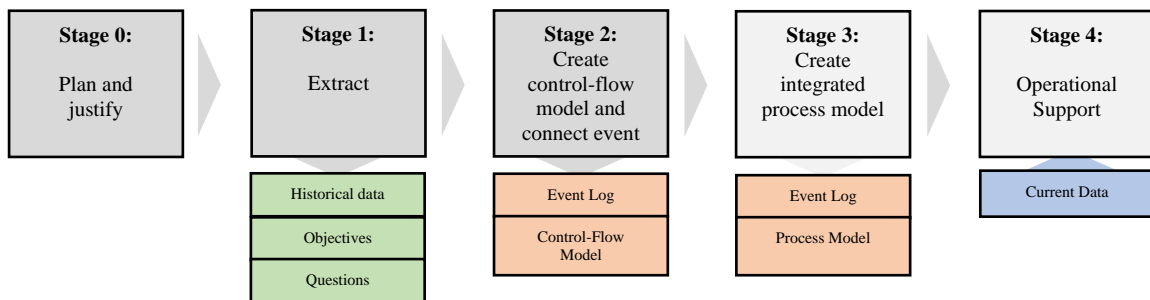 Stage 0:
Plan and
justify
Stage 1:
Extract
Stage 2:
Create
control-flow
model and
connect event
Stage 3:
Create
integrated
process model
Stage 4:
Operational
Support
Historical data
Objectives
Questions
Event Log
Control-Flow
Model
Event Log
Process Model
Current Data